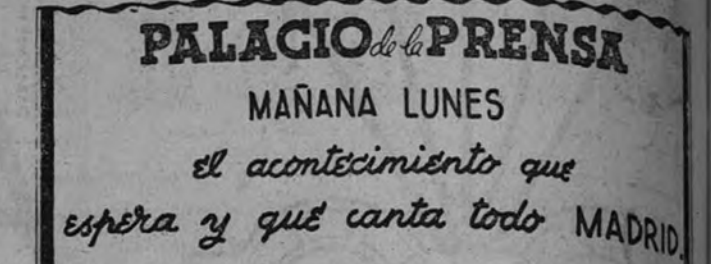 PALACIO de la PRENSA
MAÑANA LUNES
El acontecimiento que
espera y que canta todo MADRID.